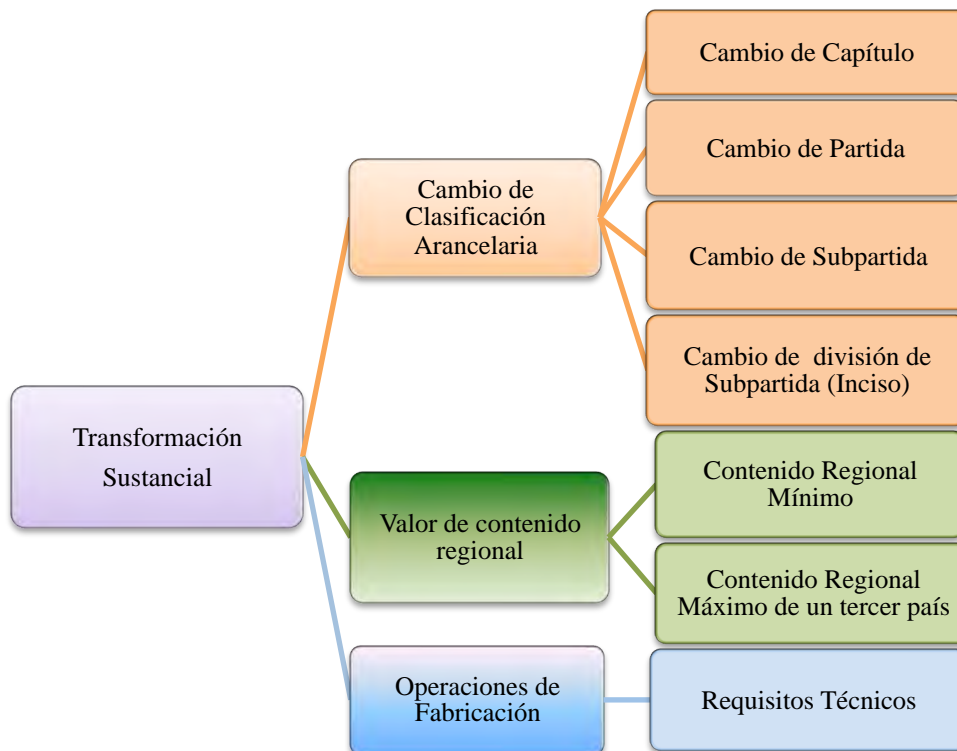 Transformación
Sustancial
Cambio de
Clasificación
Arancelaria
Cambio de Capítulo
Cambio de Partida
Cambio de Subpartida
Cambio de división de
Subpartida (Inciso)
Valor de contenido
regional
Contenido Regional
Mínimo
Contenido Regional
Máximo de un tercer país
Operaciones de
Fabricación
Requisitos Técnicos